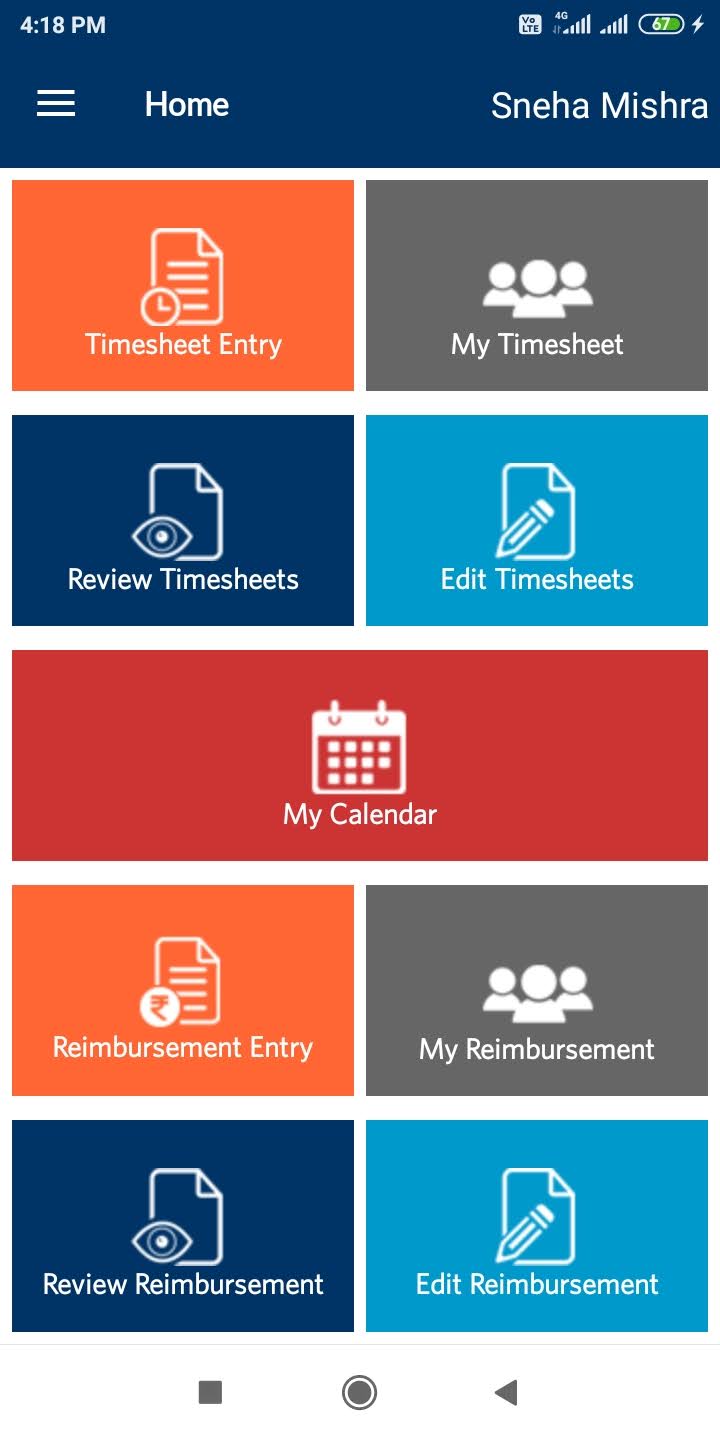 4:18 PM
Vo
LTE
4G
67
Home
Sneha Mishra
Timesheet Entry
My Timesheet
Review Timesheets
Edit Timesheets
My Calendar
₹
Reimbursement Entry
My Reimbursement
Review Reimbursement
Edit Reimbursement